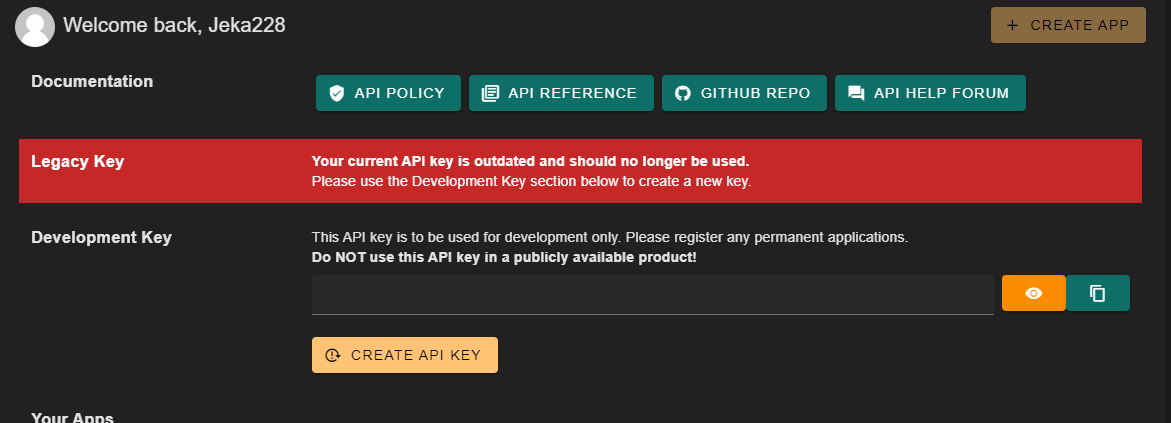 Welcome back, Jeka228
CREATE APP
Documentation
API POLICY
API REFERENCE
GITHUB REPO
API HELP FORUM
Legacy Key
Your current API key is outdated and should no longer be used.
Please use the Development Key section below to create a new key.
Development Key
This API key is to be used for development only. Please register any permanent applications.
Do NOT use this API key in a publicly available product!
CREATE API KEY
Your Apps